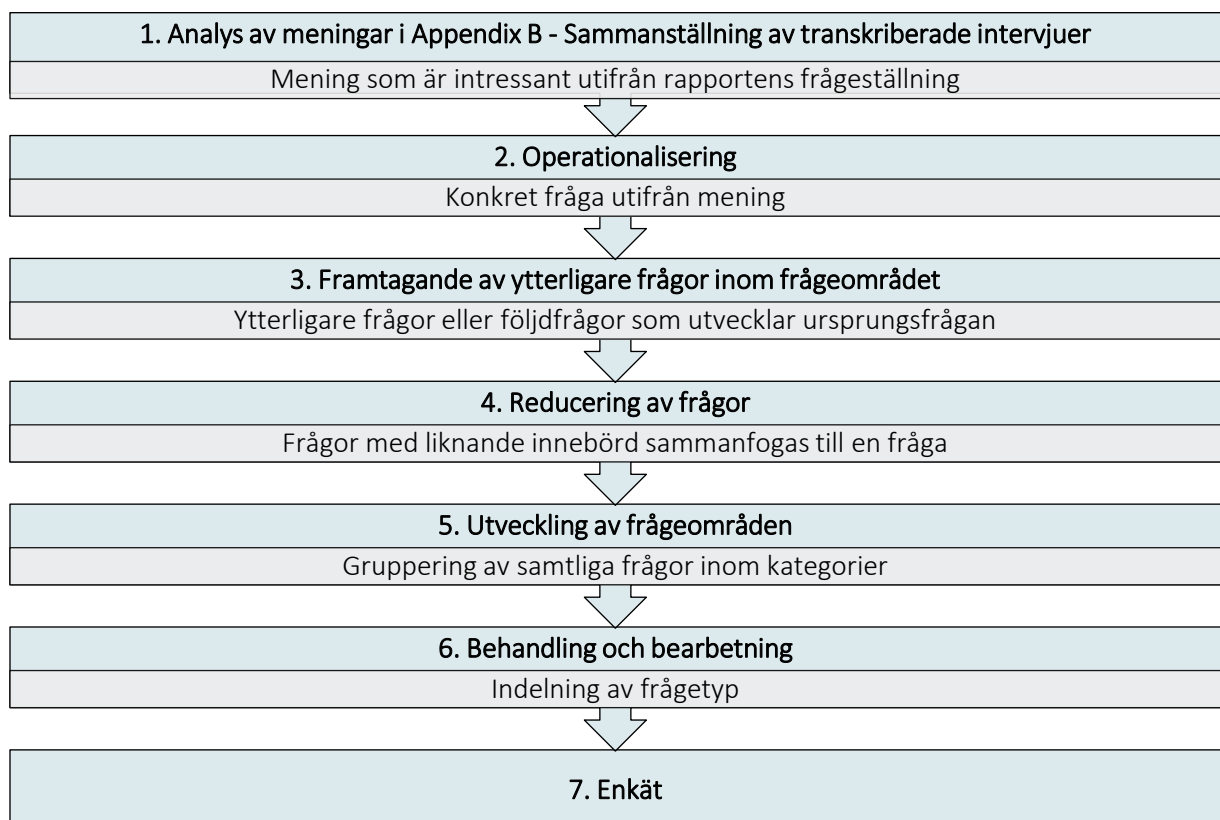 1. Analys av meningar i Appendix B - Sammanställning av transkriberade intervjuer
Mening som är intressant utifrån rapportens frågeställning
2. Operationalisering
Konkret fråga utifrån mening
3. Framtagande av ytterligare frågor inom frågeområdet
Ytterligare frågor eller följdfrågor som utvecklar ursprungsfrågan
4. Reducering av frågor
Frågor med liknande innebörd sammanfogas till en fråga
5. Utveckling av frågeområden
Gruppering av samtliga frågor inom kategorier
6. Behandling och bearbetning
Indelning av frågetyp
7. Enkät